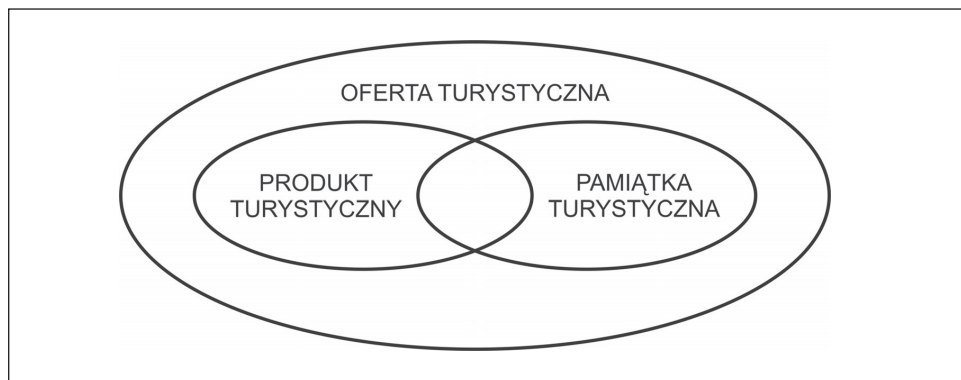 OFERTA TURYSTYCZNA
PRODUKT
TURYSTYCZNY
PAMIĄTKA
TURYSTYCZNA